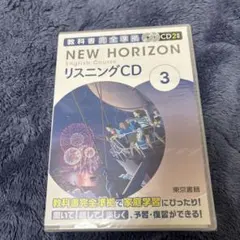 教科書完全準拠
CD2枚
NEW HORIZON
English Course
リスニングCD
3
東京書籍
教科書完全準拠で家庭学習にぴったり!
聞いて!話して!楽しく、予習・復習ができる!